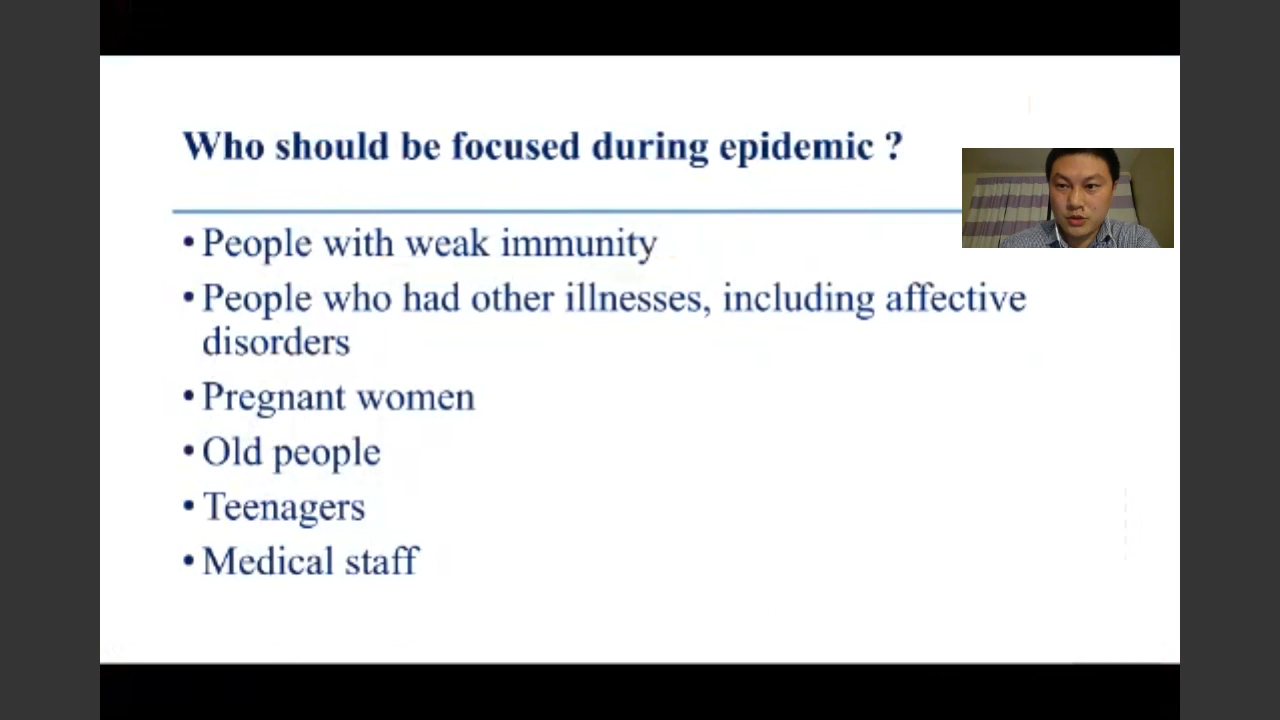 Who should be focused during epidemic ?
• People with weak immunity
• People who had other illnesses, including affective
disorders
• Pregnant women
• Old people
• Teenagers
• Medical staff